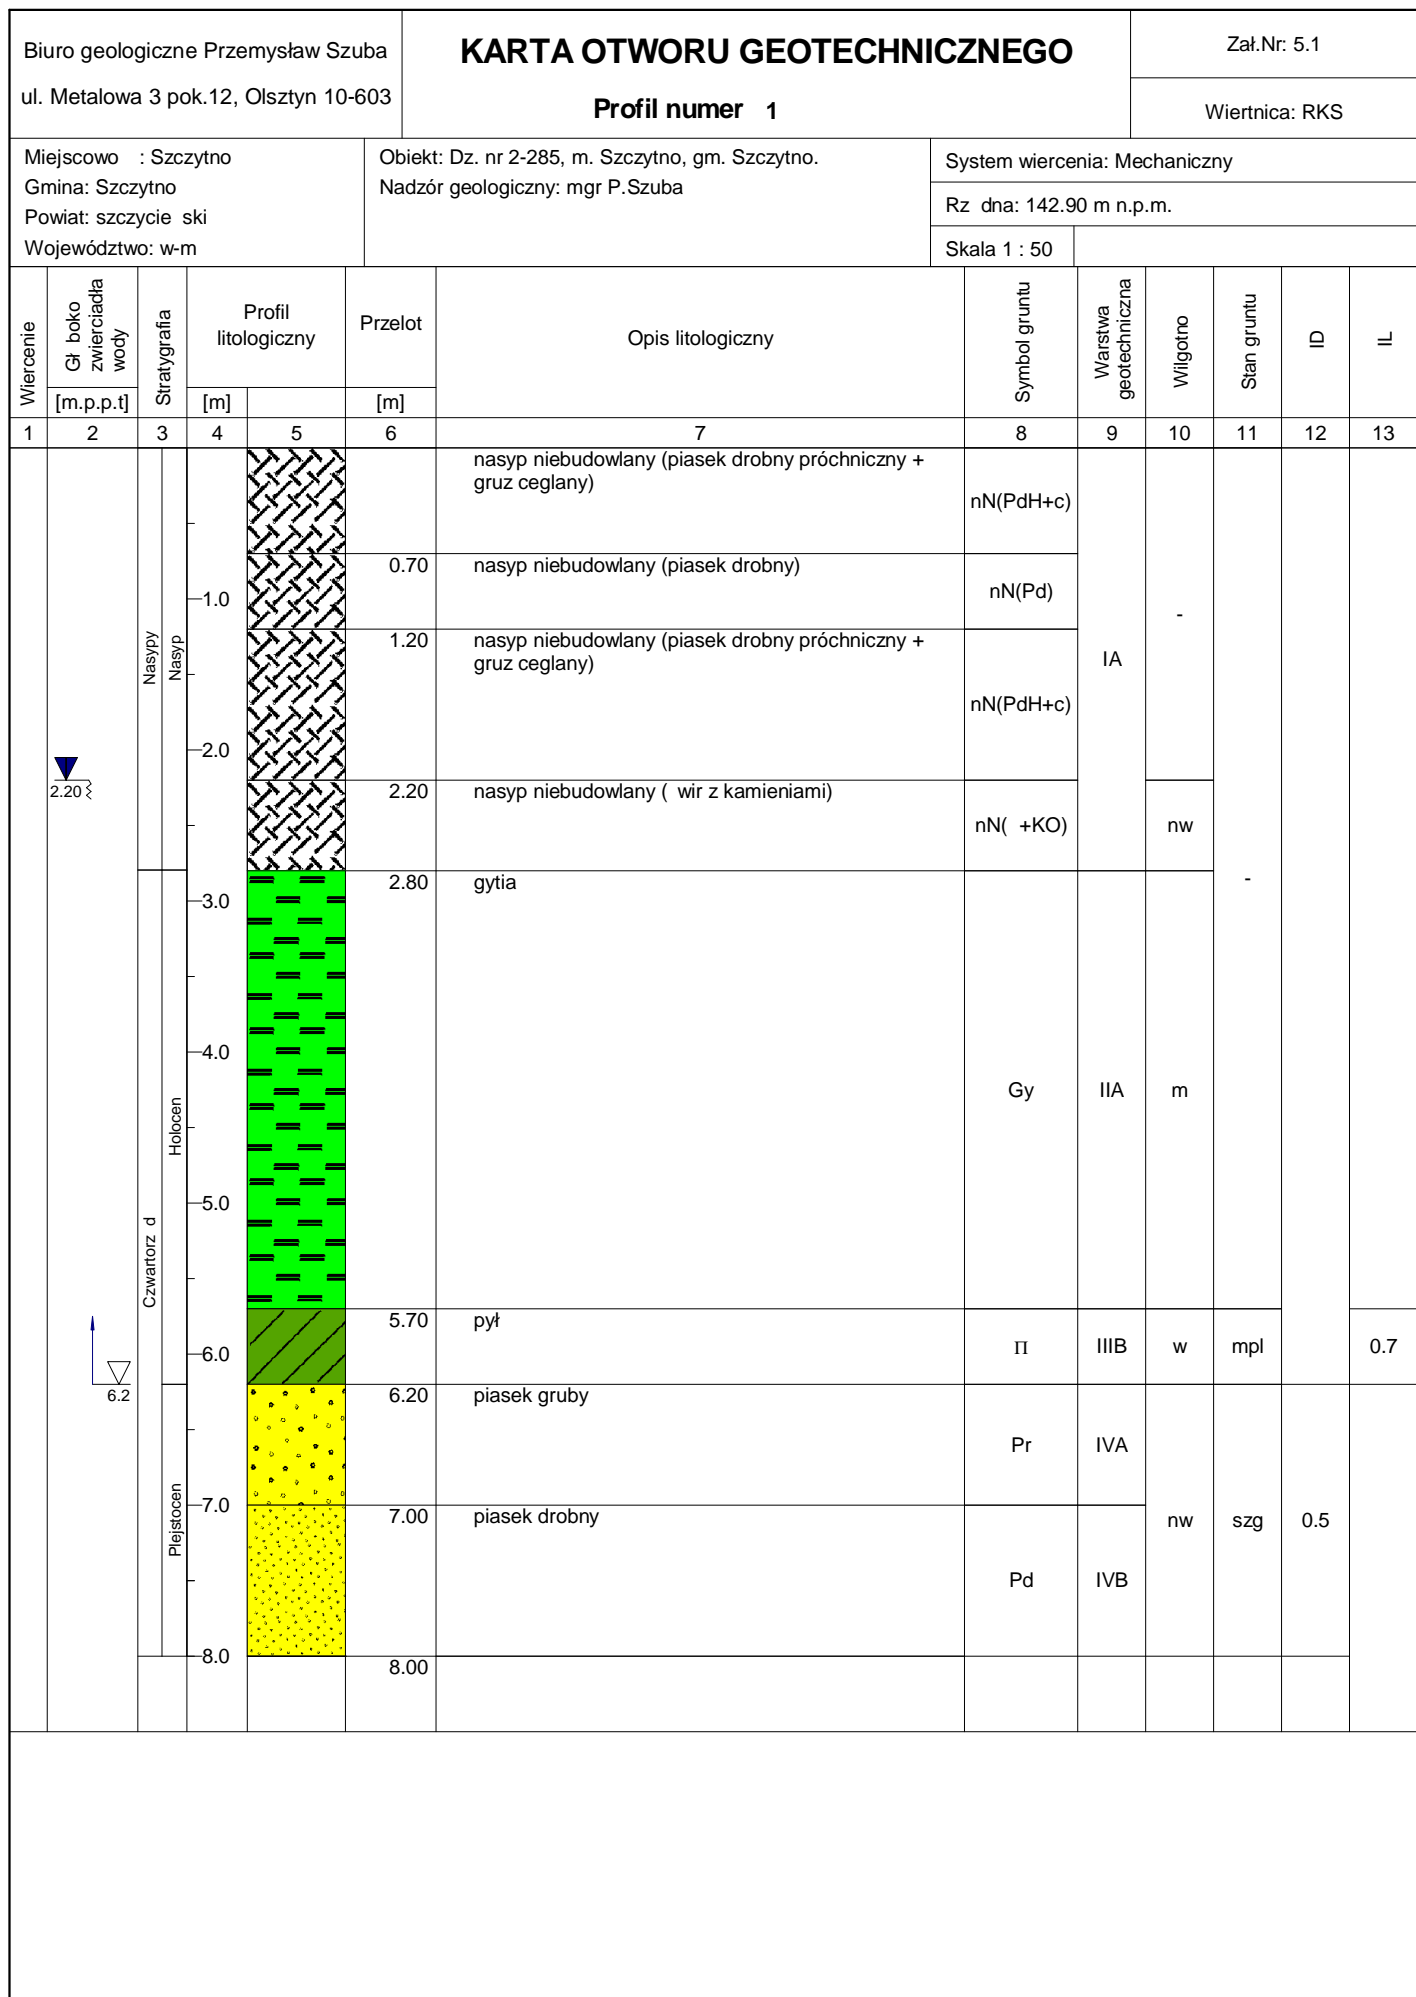 Biuro geologiczne Przemysław Szuba
ul. Metalowa 3 pok.12, Olsztyn 10-603
KARTA OTWORU GEOTECHNICZNEGO
Profil numer 1
Zał.Nr: 5.1
Wiertnica: RKS
Miejscowo : Szczytno
Gmina: Szczytno
Powiat: szczycie ski
Województwo: w-m
Obiekt: Dz. nr 2-285, m. Szczytno, gm. Szczytno.
Nadzór geologiczny: mgr P.Szuba
System wiercenia: Mechaniczny
Rz dna: 142.90 m n.p.m.
Skala 1 : 50
Wiercenie
Gł boko
zwierciadła
wody
[m.p.p.t]
Stratygrafia
Profil
litologiczny
[m]
Przelot
[m]
Opis litologiczny
Symbol gruntu
Warstwa
geotechniczna
Wilgotno
Stan gruntu
ID
IL
1 2 3 4 5 6 7 8 9 10 11 12 13
nasyp niebudowlany (piasek drobny próchniczny +
gruz ceglany)
nN(PdH+c)
0.70 nasyp niebudowlany (piasek drobny)
nN(Pd)
1.0
-
1.20 nasyp niebudowlany (piasek drobny próchniczny +
gruz ceglany)
Nasypy
Nasyp
IA
nN(PdH+c)
2.0
2.20
2.20 nasyp niebudowlany ( wir z kamieniami)
nN( +KO)
nw
2.80 gytia
-
3.0
4.0
Gy IIA m
Holocen
5.0
Czwartorz d
5.70 pył
6.0
Π IIIB w mpl 0.7
6.2
6.20 piasek gruby
Pr IVA
7.0
7.00 piasek drobny
nw szg 0.5
Plejstocen
Pd IVB
8.0
8.00